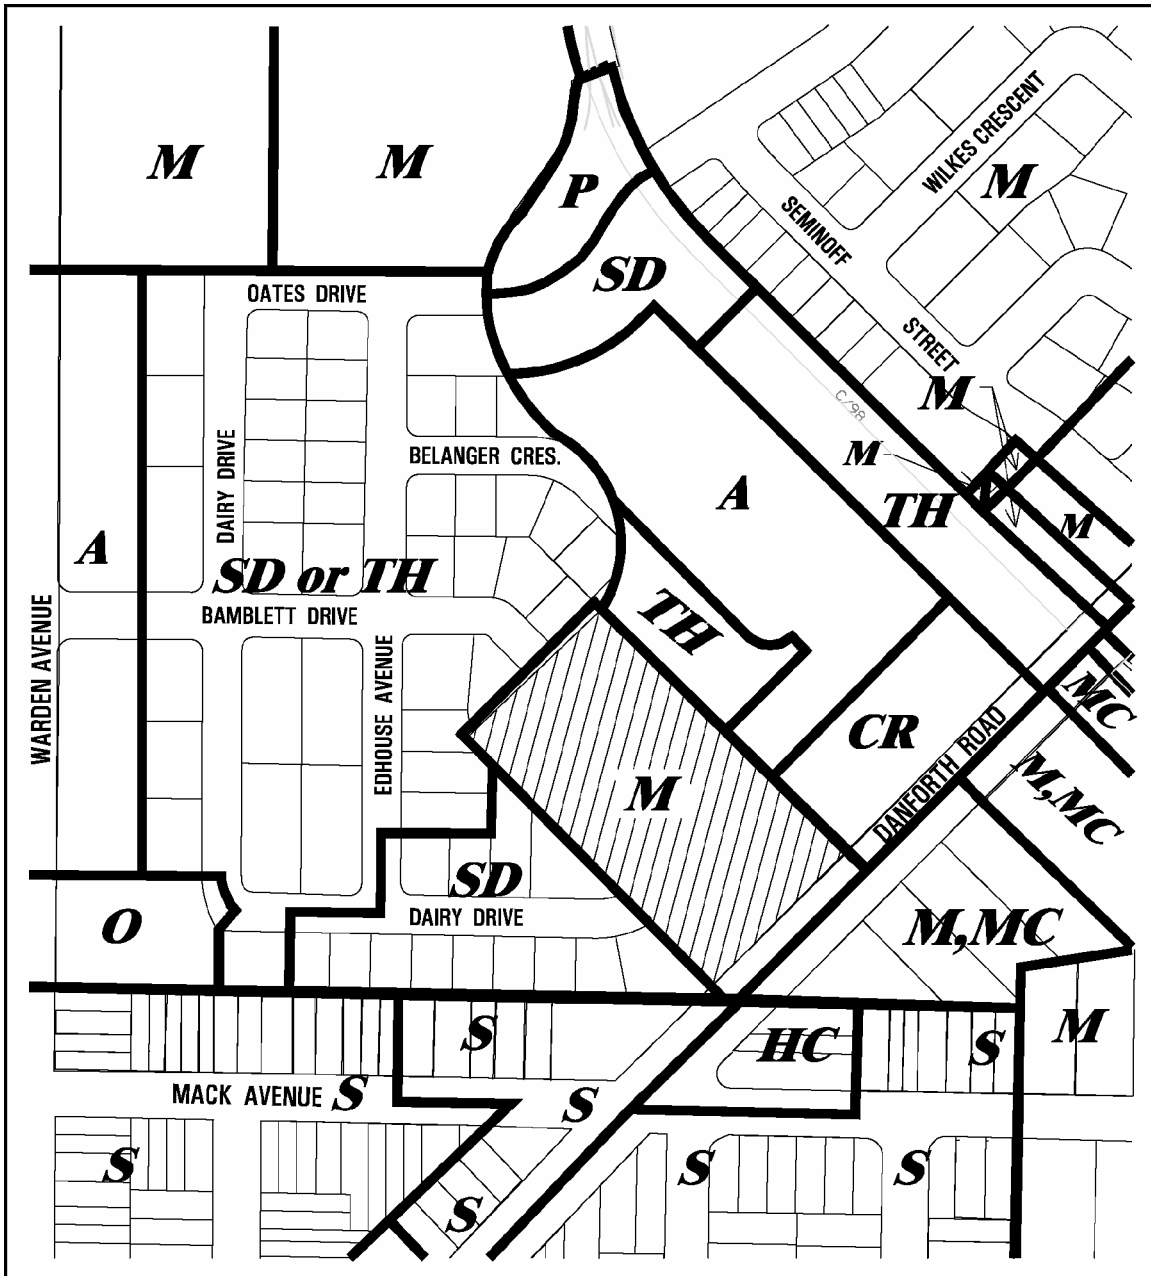 M
M
P
WILKES CRESCENT
M
SEMINOFF
STREET
SD
OATES DRIVE
M
C/98
M
BELANGER CRES.
DAIRY DRIVE
A
TH
M
A
SD or TH
BAMBLETT DRIVE
TH
WARDEN AVENUE
EDHOUSE AVENUE
MC
CR
DANFORTH ROAD
M,MC
M
SD
DAIRY DRIVE
O
M,MC
M
S
HC
S
MACK AVENUE
S
S
S
S
S
S